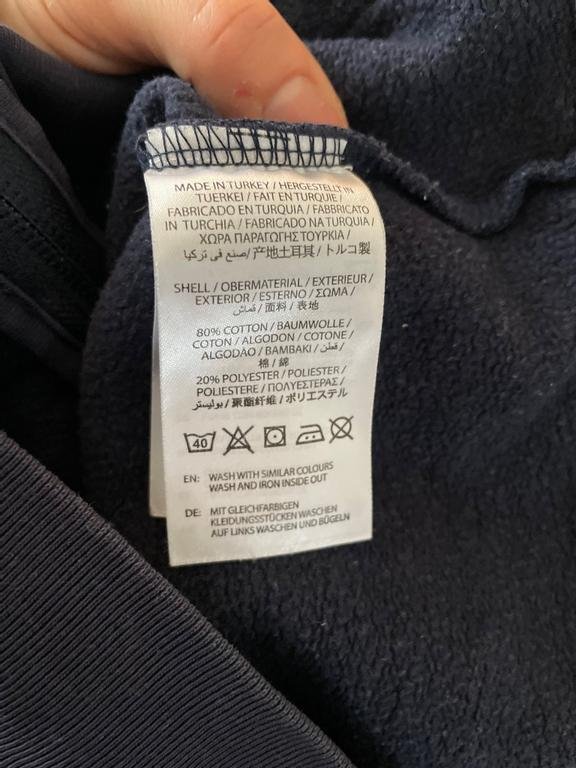 MADE IN TURKEY / HERGESTELLT IN
TUERKEI / FAIT EN TURQUIE /
FABRICADO EN TURQUIA / FABBRICATO
IN TURCHIA / FABRICADO NA TURQUIA /
ΧΩΡΑ ΠΑΡΑΓΩΓΗΣ ΤΟΥΡΚΙΑ /
صنع في تركيا / 产地土耳其 / トルコ製
SHELL / OBERMATERIAL / EXTERIEUR /
EXTERIOR / ESTERNO / ΣΩΜΑ /
قماش / 面料 / 表地
80% COTTON / BAUMWOLLE /
COTON / ALGODON / COTONE /
ALGODÃO / BAMBAKI / قطن /
棉 / 綿
20% POLYESTER / POLIESTER /
POLIESTERE / ΠΟΛΥΕΣΤΕΡΑΣ /
بوليستر / 聚酯纤维 / ポリエステル
40
EN: WASH WITH SIMILAR COLOURS
WASH AND IRON INSIDE OUT
DE: MIT GLEICHFARBIGEN
KLEIDUNGSSTÜCKEN WASCHEN
AUF LINKS WASCHEN UND BÜGELN